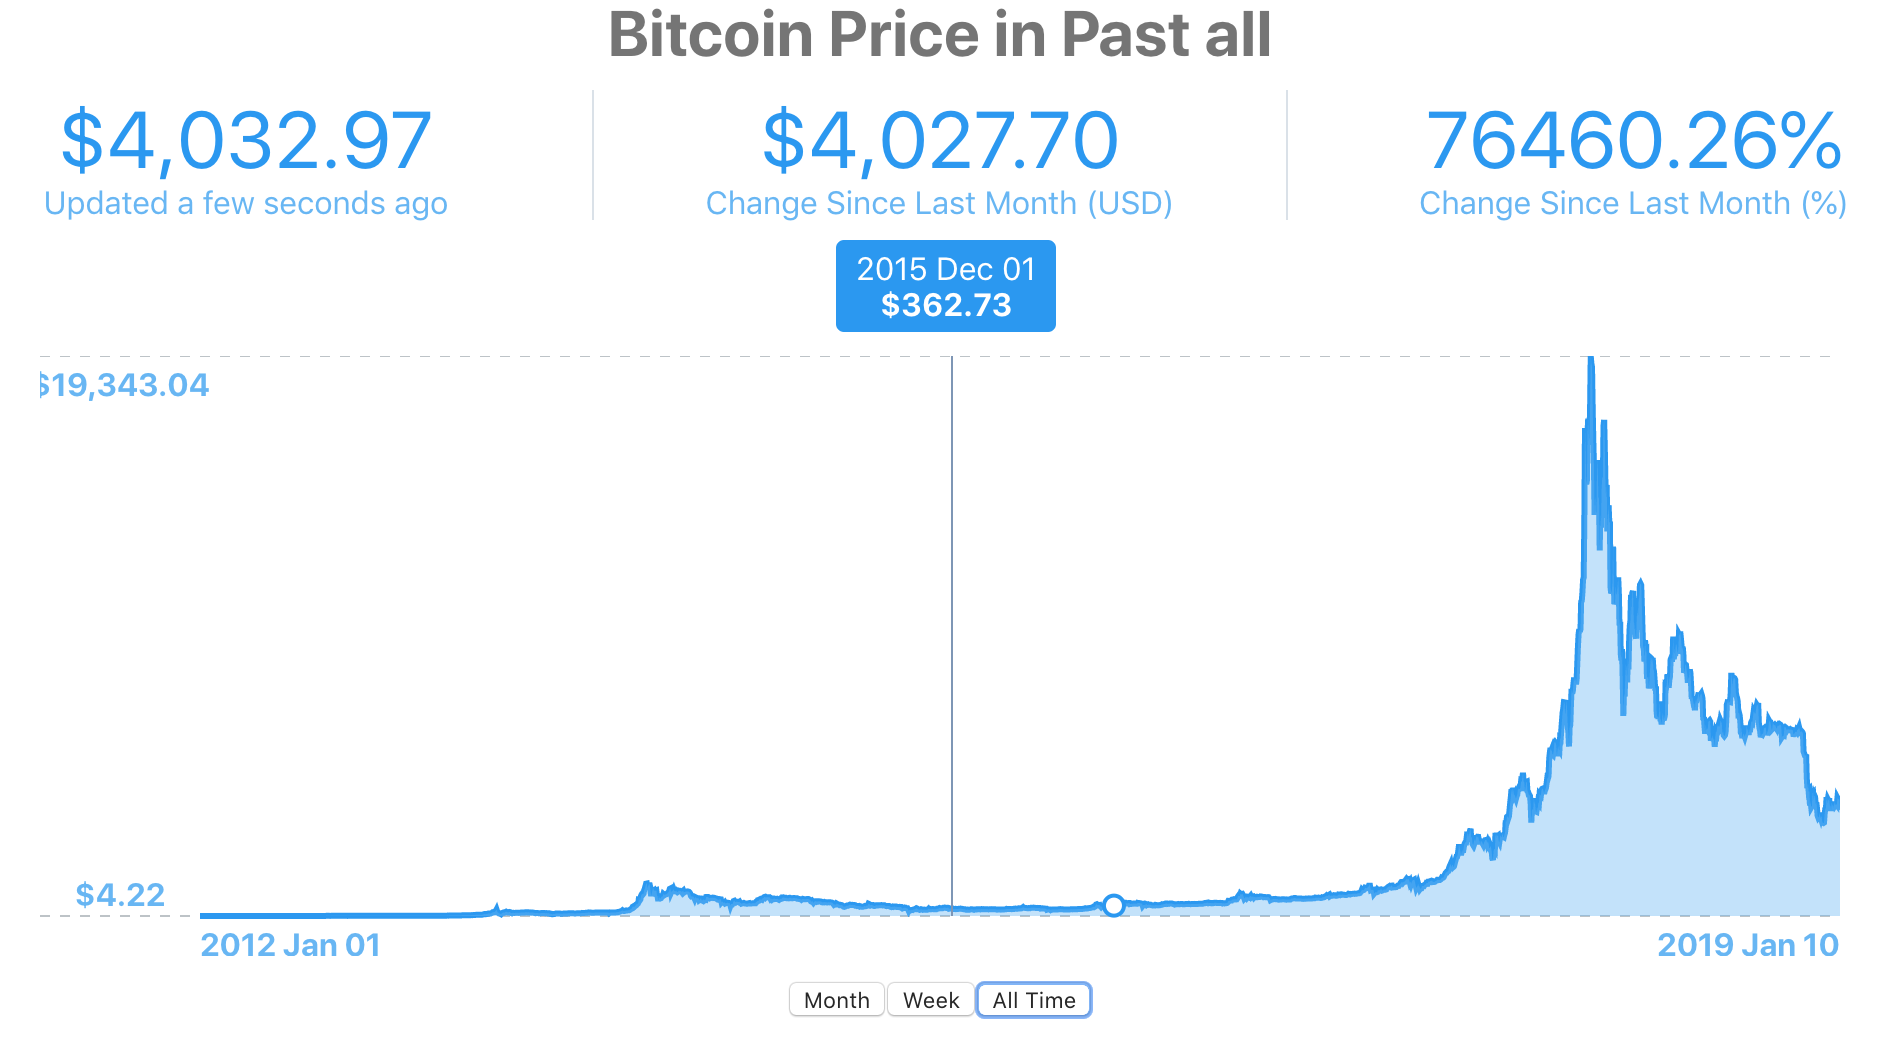 Bitcoin Price in Past all
$4,032.97
Updated a few seconds ago
$4,027.70
Change Since Last Month (USD)
76460.26%
Change Since Last Month (%)
2015 Dec 01
$362.73
$19,343.04
$4.22
2012 Jan 01
2019 Jan 10
Month
Week
All Time